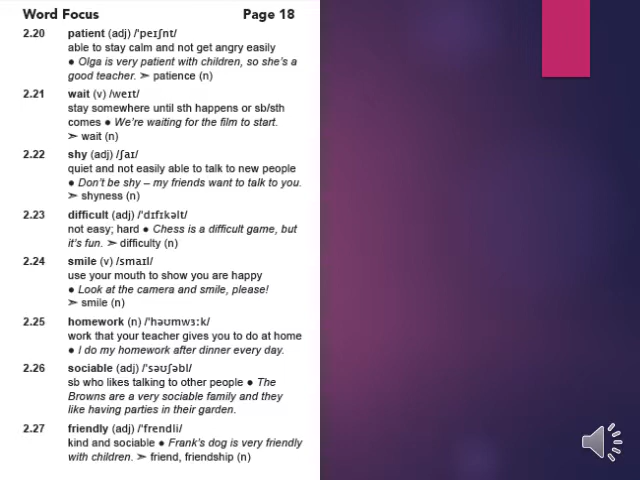 Word Focus Page 18
2.20 patient (adj) /ˈpeɪʃnt/
able to stay calm and not get angry easily
● Olga is very patient with children, so she's a
good teacher. ➣ patience (n)
2.21 wait (v) /weɪt/
stay somewhere until sth happens or sb/sth
comes ● We're waiting for the film to start.
➣ wait (n)
2.22 shy (adj) /ʃaɪ/
quiet and not easily able to talk to new people
● Don't be shy – my friends want to talk to you.
➣ shyness (n)
2.23 difficult (adj) /ˈdɪfɪkəlt/
not easy; hard ● Chess is a difficult game, but
it's fun. ➣ difficulty (n)
2.24 smile (v) /smaɪl/
use your mouth to show you are happy
● Look at the camera and smile, please!
➣ smile (n)
2.25 homework (n) /ˈhəʊmwɜːk/
work that your teacher gives you to do at home
● I do my homework after dinner every day.
2.26 sociable (adj) /ˈsəʊʃəbl/
sb who likes talking to other people ● The
Browns are a very sociable family and they
like having parties in their garden.
2.27 friendly (adj) /ˈfrendli/
kind and sociable ● Frank's dog is very friendly
with children. ➣ friend, friendship (n)